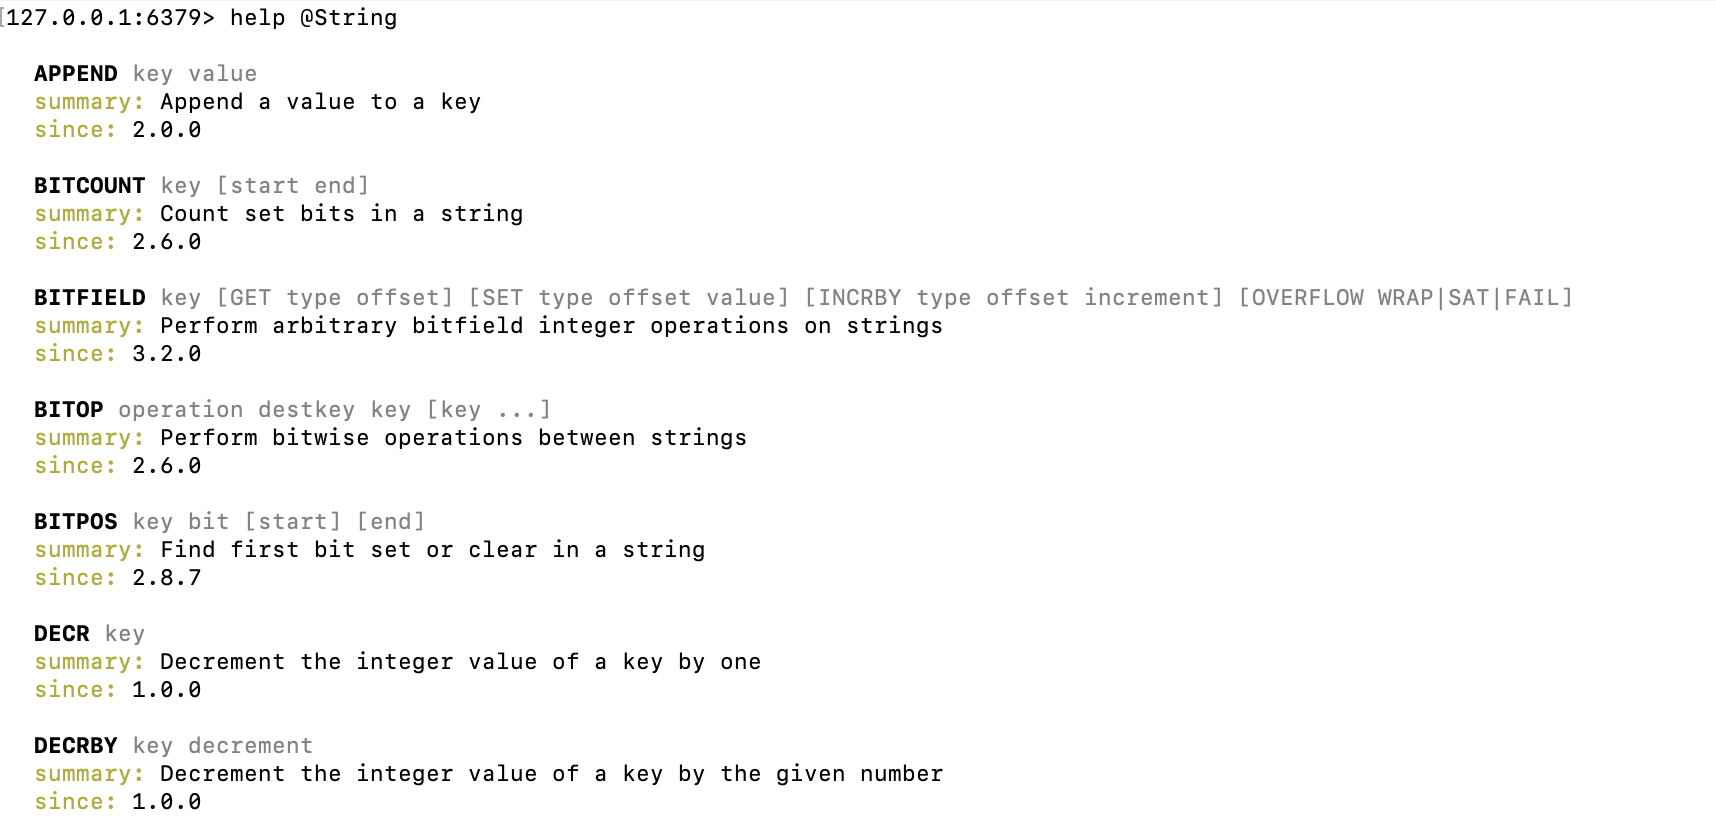 [127.0.0.1:6379> help @String
APPEND key value
summary: Append a value to a key
since: 2.0.0
BITCOUNT key [start end]
summary: Count set bits in a string
since: 2.6.0
BITFIELD key [GET type offset] [SET type offset value] [INCRBY type offset increment] [OVERFLOW WRAP|SAT|FAIL]
summary: Perform arbitrary bitfield integer operations on strings
since: 3.2.0
BITOP operation destkey key [key ...]
summary: Perform bitwise operations between strings
since: 2.6.0
BITPOS key bit [start] [end]
summary: Find first bit set or clear in a string
since: 2.8.7
DECR key
summary: Decrement the integer value of a key by one
since: 1.0.0
DECRBY key decrement
summary: Decrement the integer value of a key by the given number
since: 1.0.0